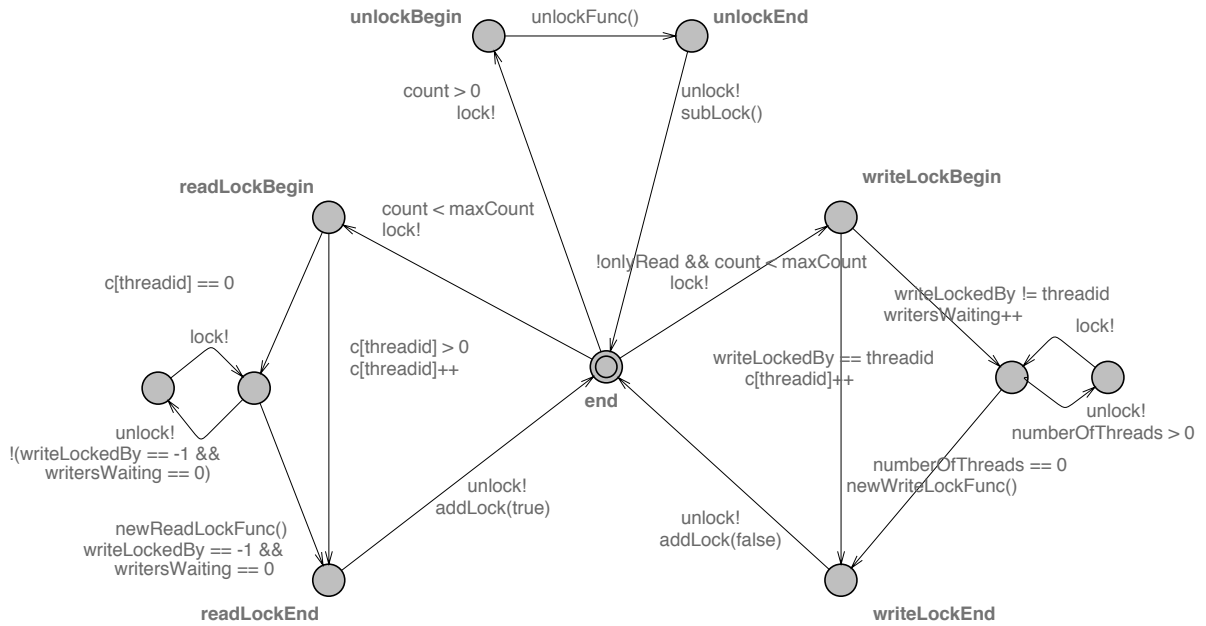 unlockBegin
unlockFunc()
unlockEnd
count > 0
lock!
unlock!
subLock()
readLockBegin
count < maxCount
lock!
writeLockBegin
!onlyRead && count < maxCount
lock!
c[threadid] == 0
writeLockedBy != threadid
writersWaiting++
lock!
lock!
c[threadid] > 0
c[threadid]++
writeLockedBy == threadid
c[threadid]++
end
unlock!
!(writeLockedBy == -1 &&
writersWaiting == 0)
unlock!
numberOfThreads > 0
numberOfThreads == 0
newWriteLockFunc()
unlock!
addLock(true)
unlock!
addLock(false)
newReadLockFunc()
writeLockedBy == -1 &&
writersWaiting == 0
readLockEnd
writeLockEnd